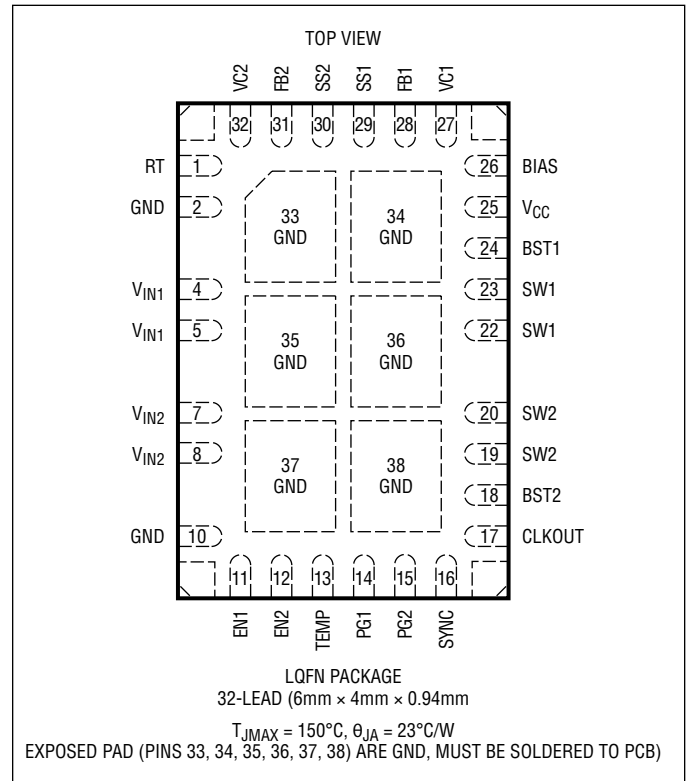 TOP VIEW
VC2 FB2 SS2 SS1 FB1 VC1
32 31 30 29 28 27
RT 1 26 BIAS
GND 2 25 VCC
33 GND
34 GND
24 BST1
VIN1 4 23 SW1
VIN1 5 22 SW1
35 GND
36 GND
VIN2 7 20 SW2
VIN2 8 19 SW2
37 GND
38 GND
18 BST2
GND 10 17 CLKOUT
11 12 13 14 15 16
EN1 EN2 TEMP PG1 PG2 SYNC
LQFN PACKAGE
32-LEAD (6mm × 4mm × 0.94mm
TJMAX = 150°C, θJA = 23°C/W
EXPOSED PAD (PINS 33, 34, 35, 36, 37, 38) ARE GND, MUST BE SOLDERED TO PCB)